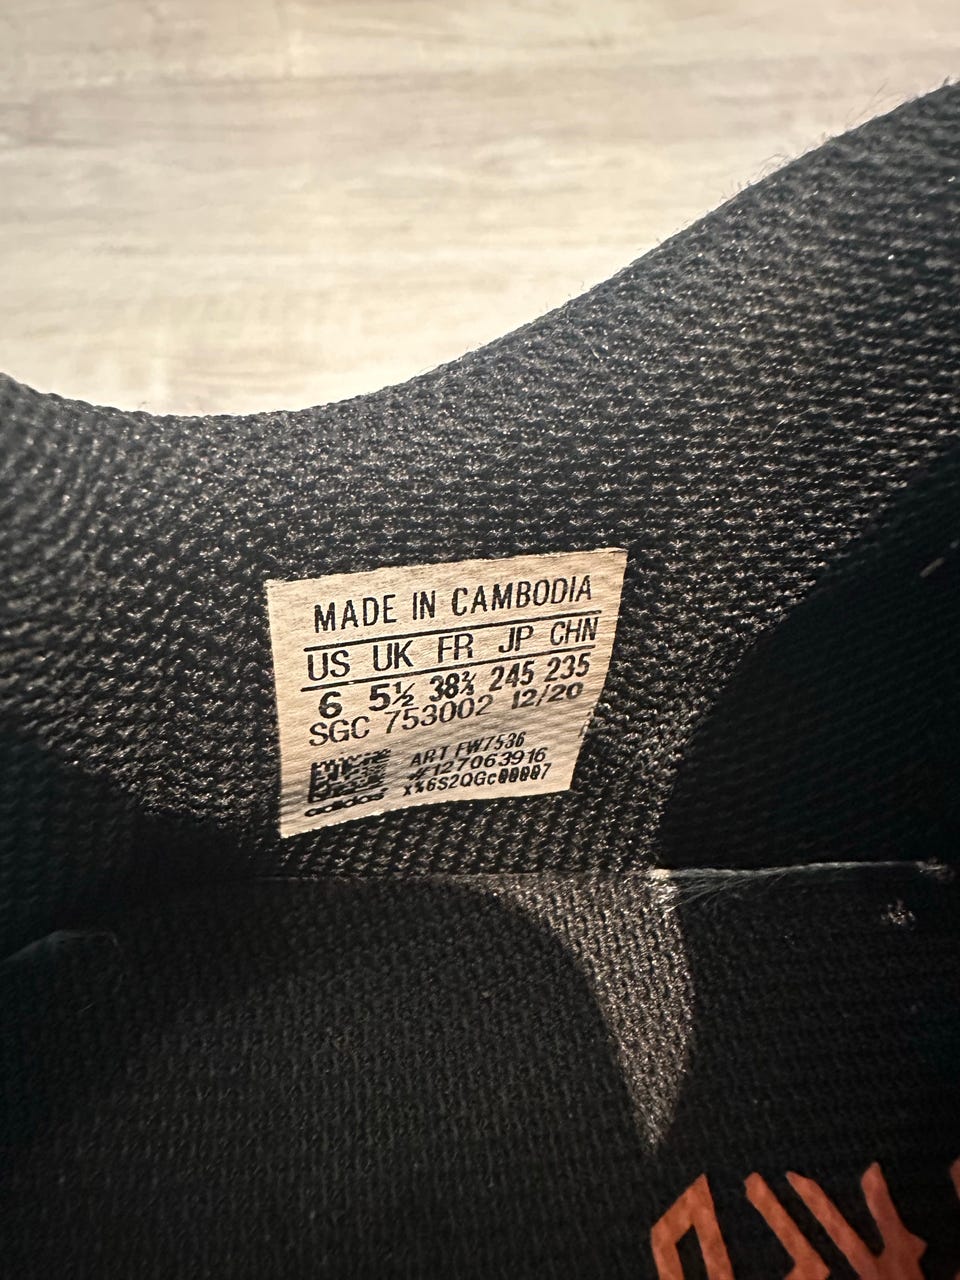 MADE IN CAMBODIA
US UK FR JP CHN
6 5½ 38⅔ 245 235
SGC 753002 12/20
ART FW7536
#127063916
adidas